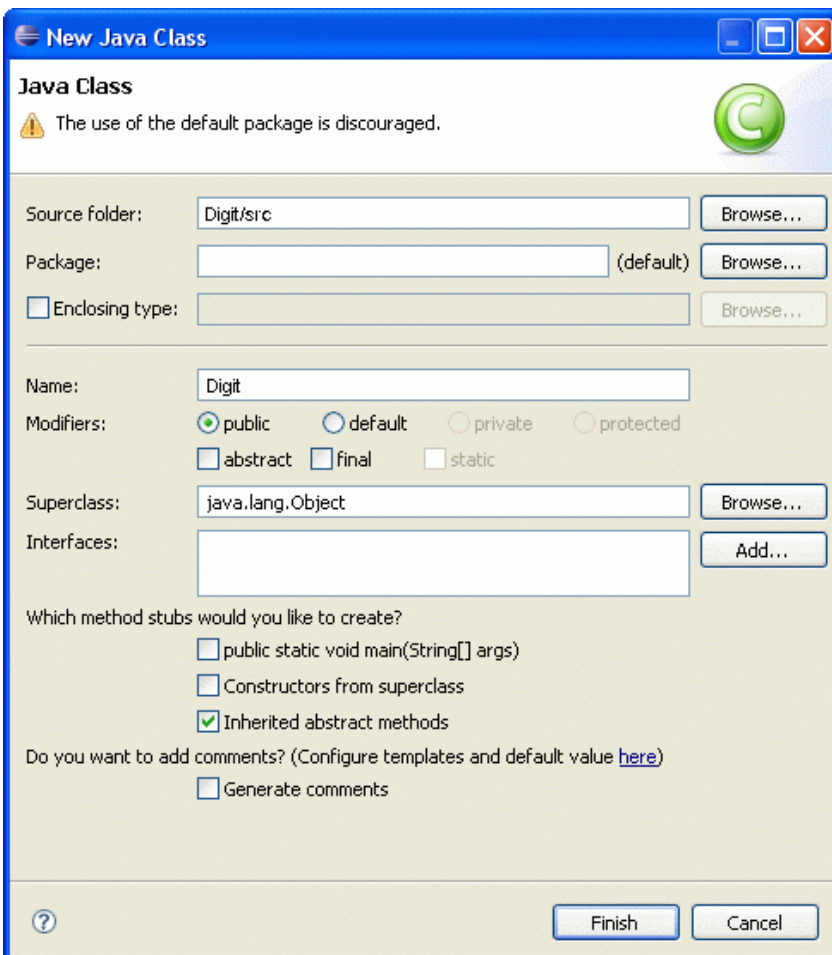 New Java Class
Java Class
The use of the default package is discouraged.
Source folder: Digit/src Browse...
Package: (default) Browse...
Enclosing type: Browse...
Name: Digit
Modifiers: public default private protected
abstract final static
Superclass: java.lang.Object Browse...
Interfaces: Add...
Which method stubs would you like to create?
public static void main(String[] args)
Constructors from superclass
Inherited abstract methods
Do you want to add comments? (Configure templates and default value here)
Generate comments
? Finish Cancel